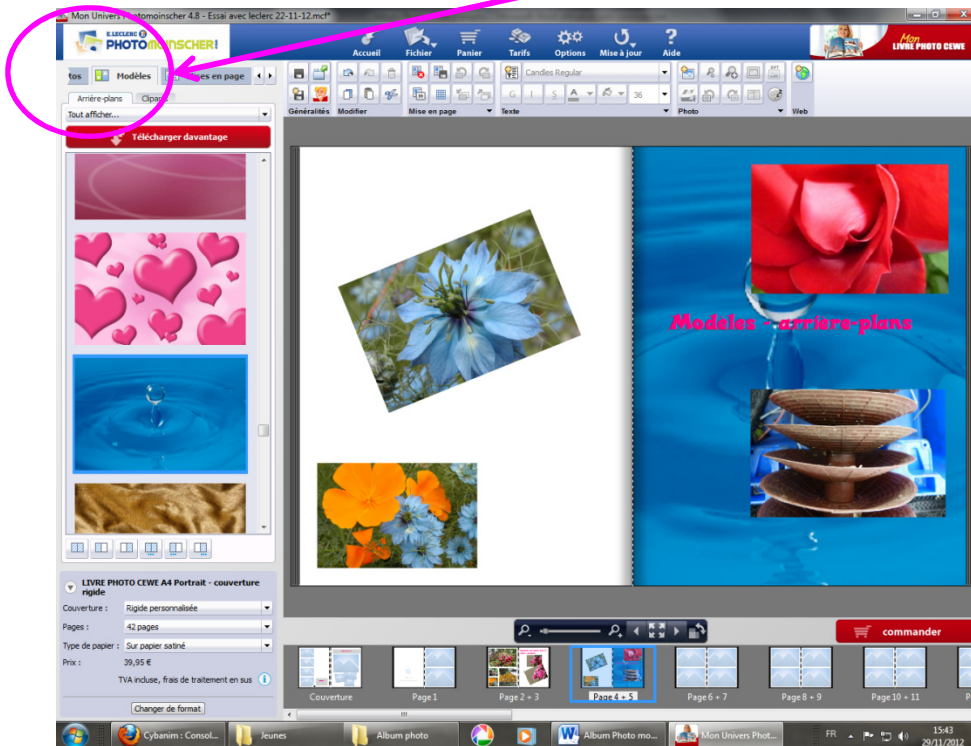 Mon Univers Photomoinscher 4.8 - Essai avec leclerc 22-11-12.mcf*
E.LECLERC
PHOTOMOINSCHER!
Accueil Fichier Panier Tarifs Options Mise à jour Aide
Mon
LIVRE PHOTO CEWE
tos Modèles ses en page
Arrière-plans Clipa
Tout afficher...
Télécharger davantage
Candles Regular
G I S A 36
Généralités Modifier Mise en page Texte Photo Web
Modèles - arrière-plans
LIVRE PHOTO CEWE A4 Portrait - couverture
rigide
Couverture : Rigide personnalisée
Pages : 42 pages
Type de papier : Sur papier satiné
Prix : 39,95 €
TVA incluse, frais de traitement en sus
Changer de format
commander
Couverture Page 1 Page 2 + 3 Page 4 + 5 Page 6 + 7 Page 8 + 9 Page 10 + 11 P
Cybanim : Consol... Jeunes Album photo Album Photo mo... Mon Univers Phot... FR 15:43
29/11/2012